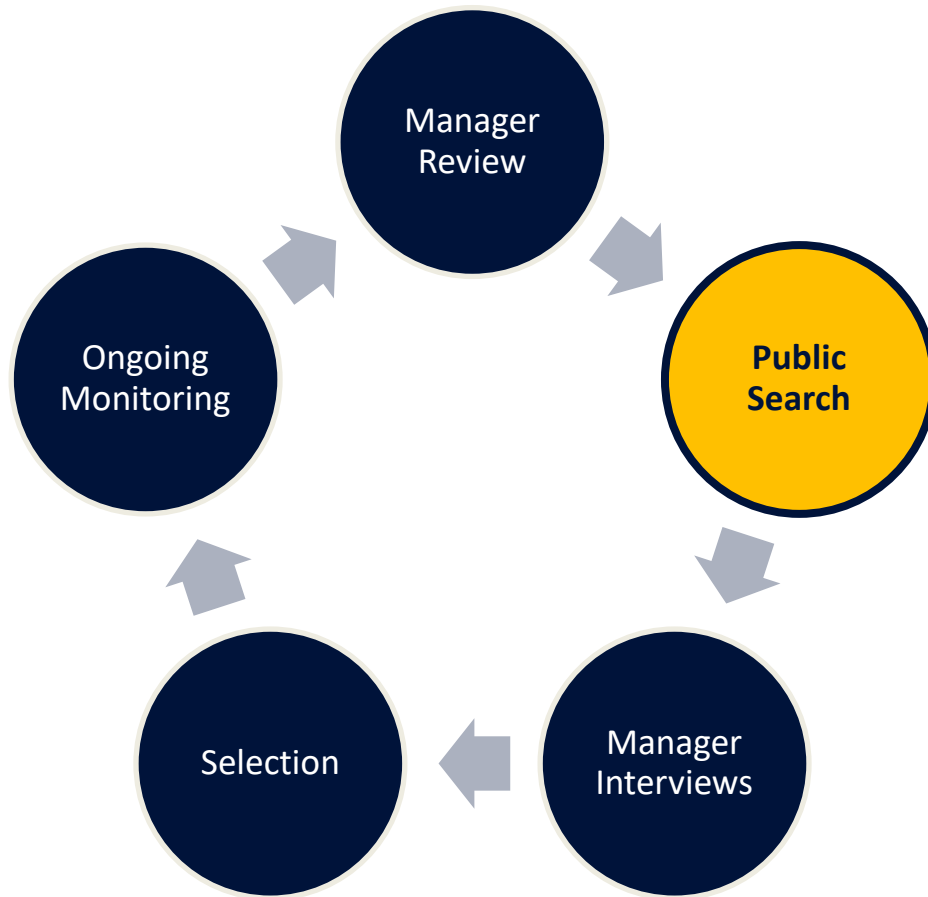 Manager
Review
Public
Search
Manager
Interviews
Selection
Ongoing
Monitoring